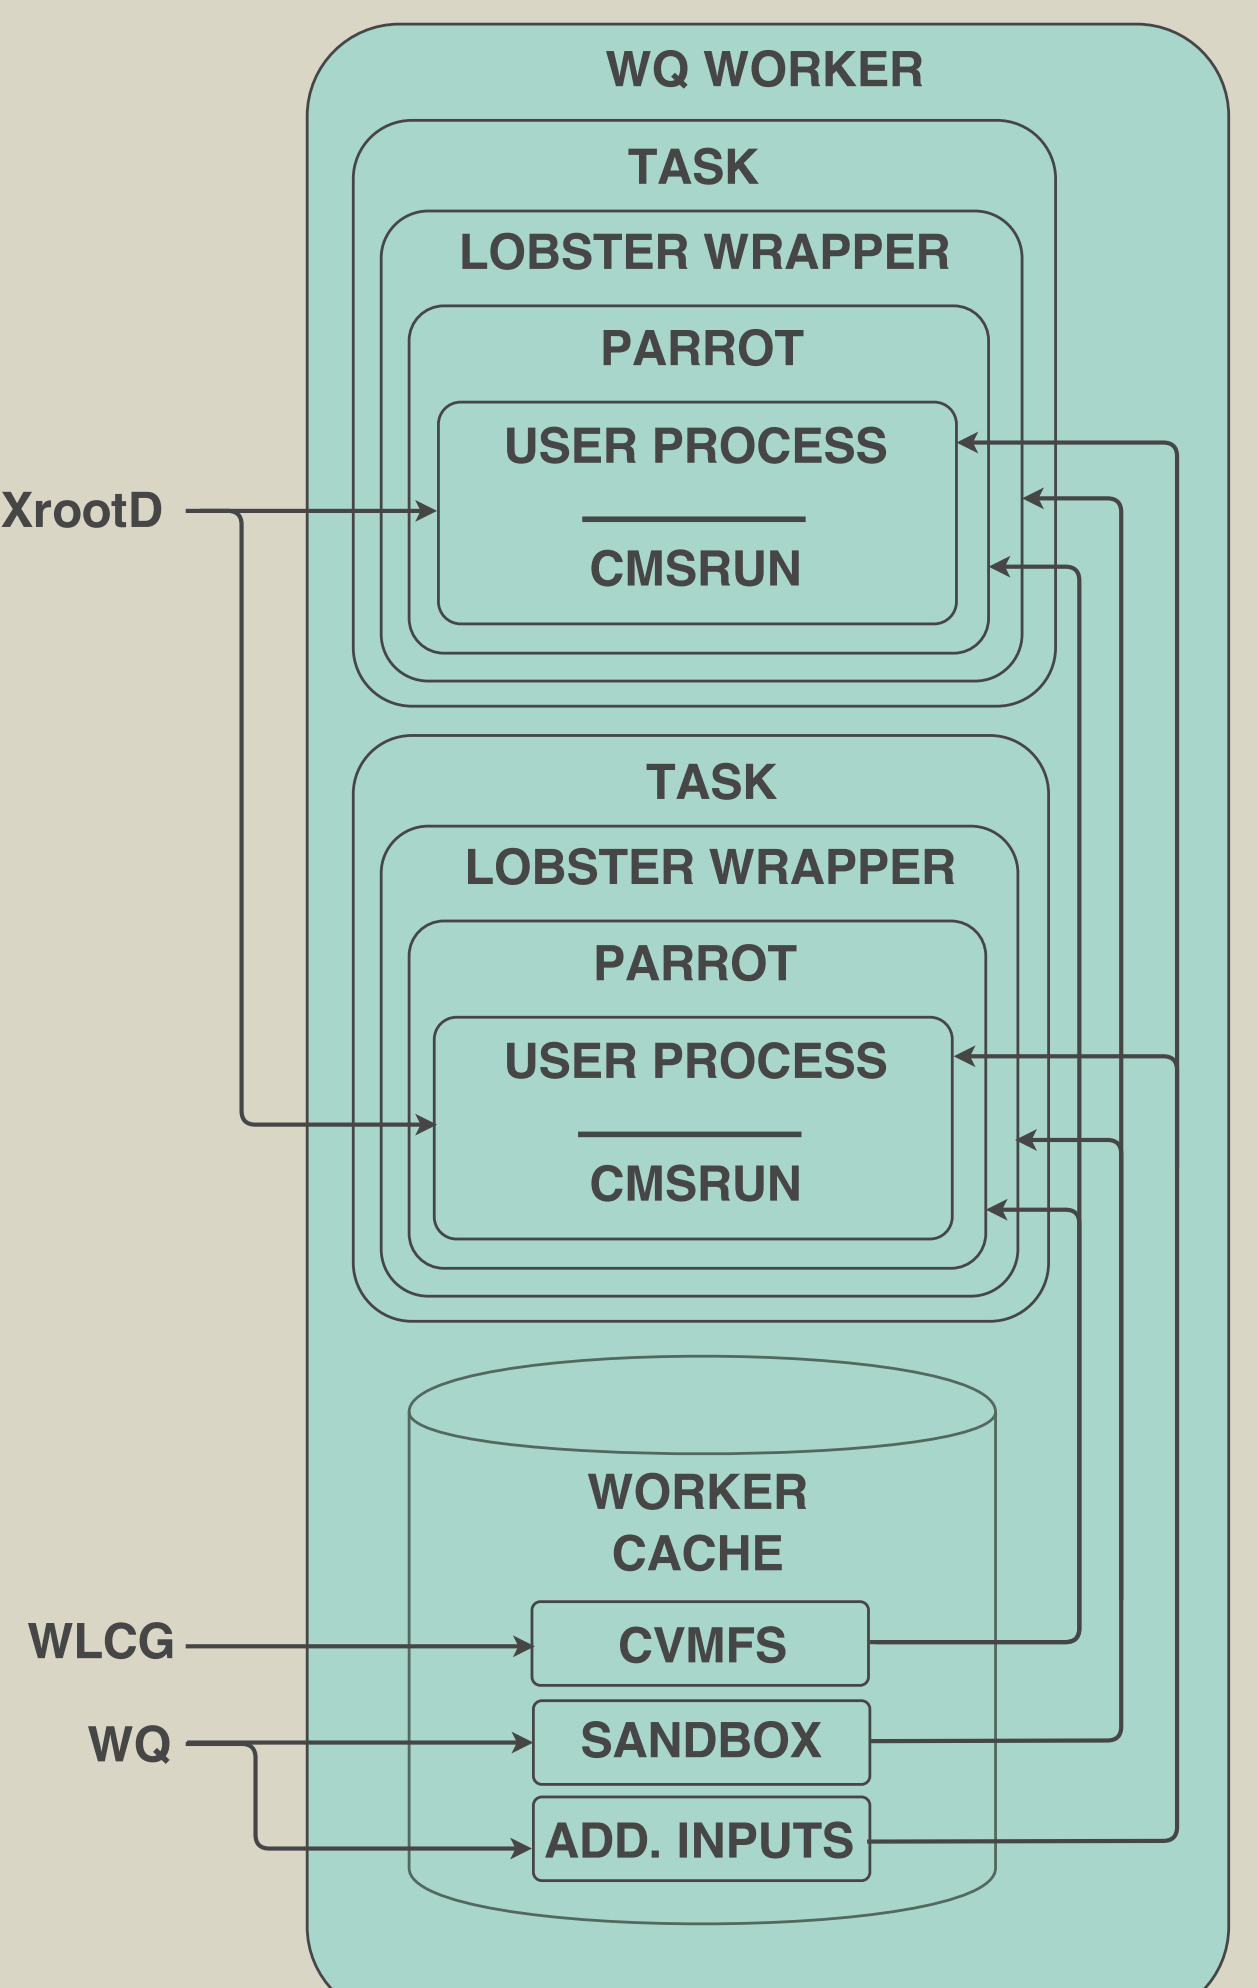 WQ WORKER
TASK
LOBSTER WRAPPER
PARROT
USER PROCESS
XrootD
CMSRUN
TASK
LOBSTER WRAPPER
PARROT
USER PROCESS
CMSRUN
WORKER
CACHE
WLCG
CVMFS
WQ
SANDBOX
ADD. INPUTS